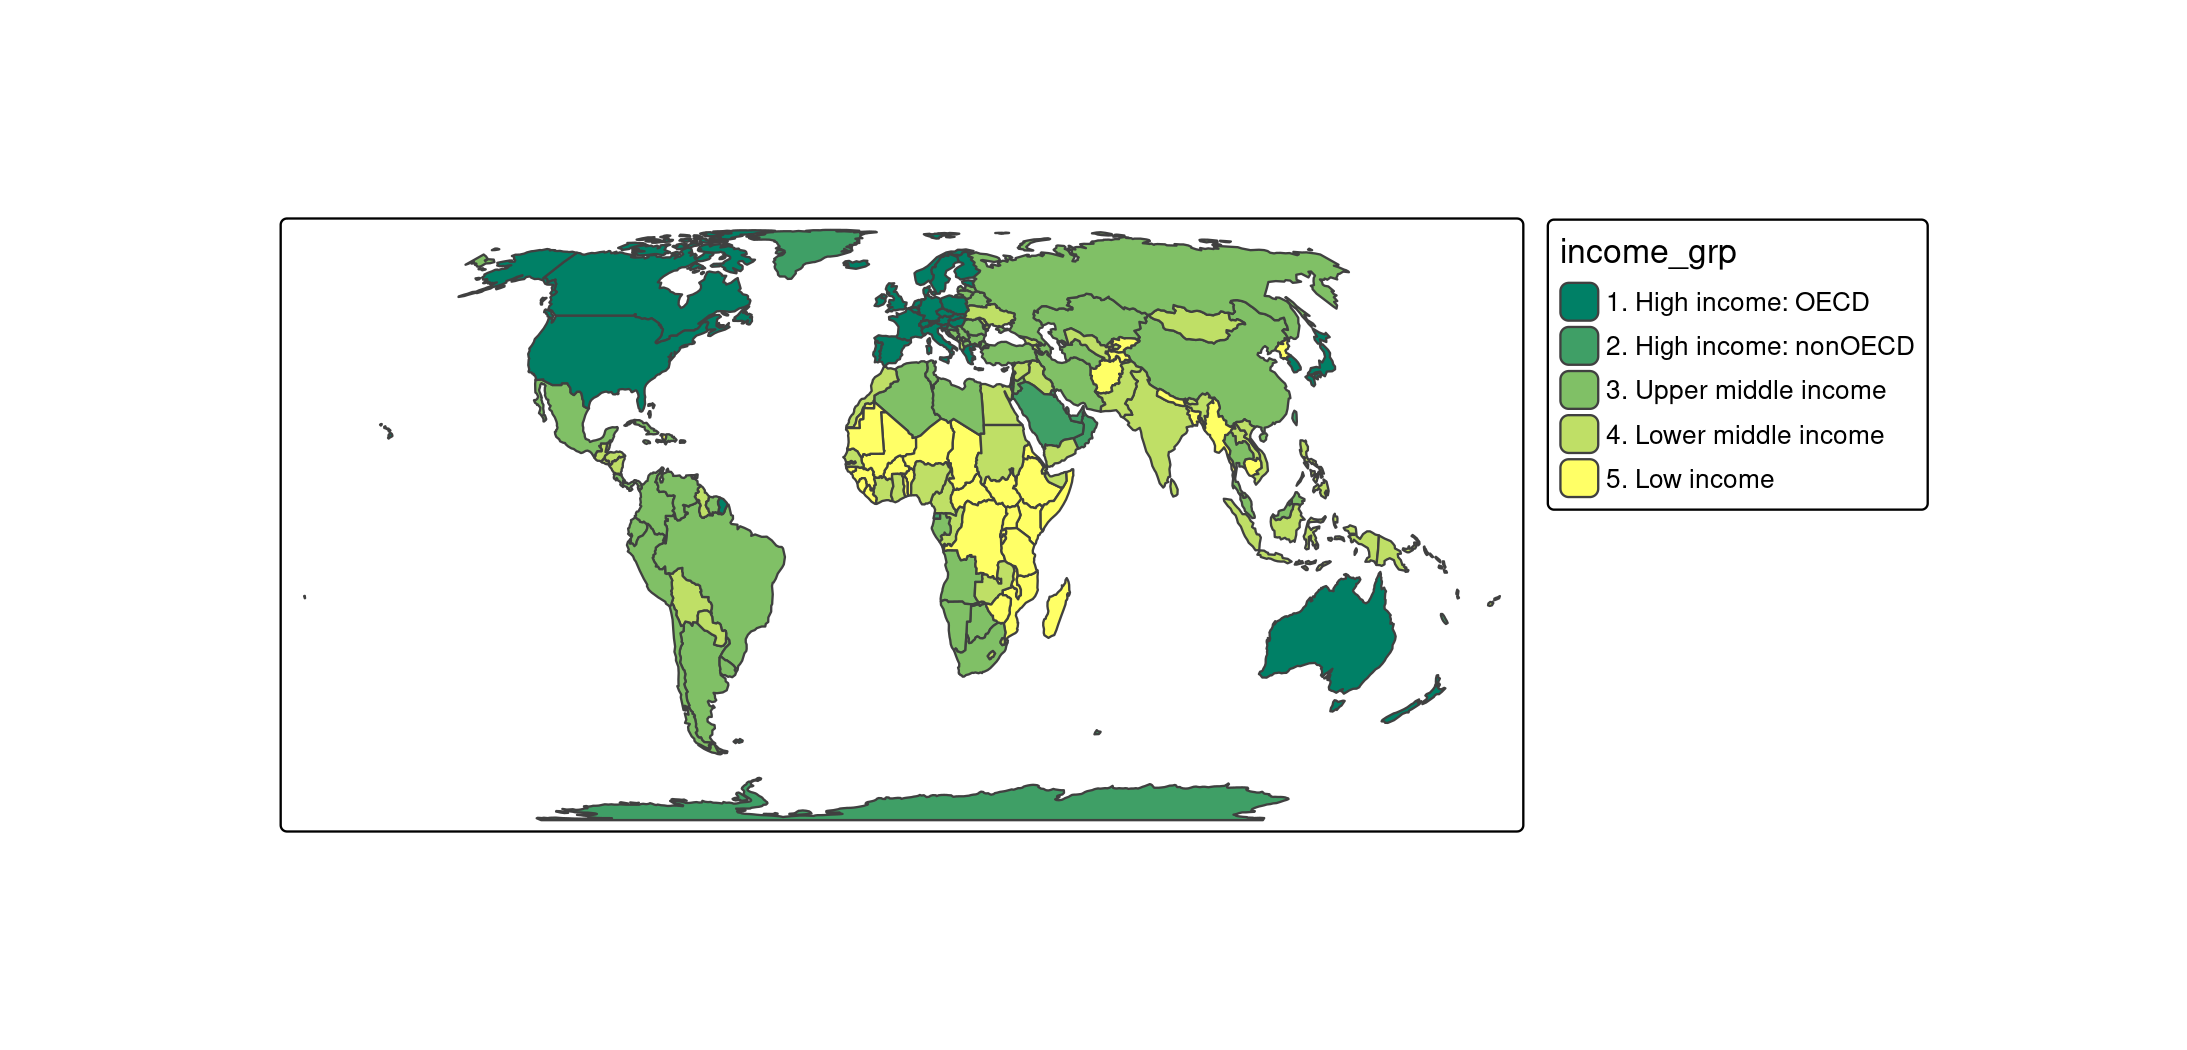 income_grp
1. High income: OECD
2. High income: nonOECD
3. Upper middle income
4. Lower middle income
5. Low income